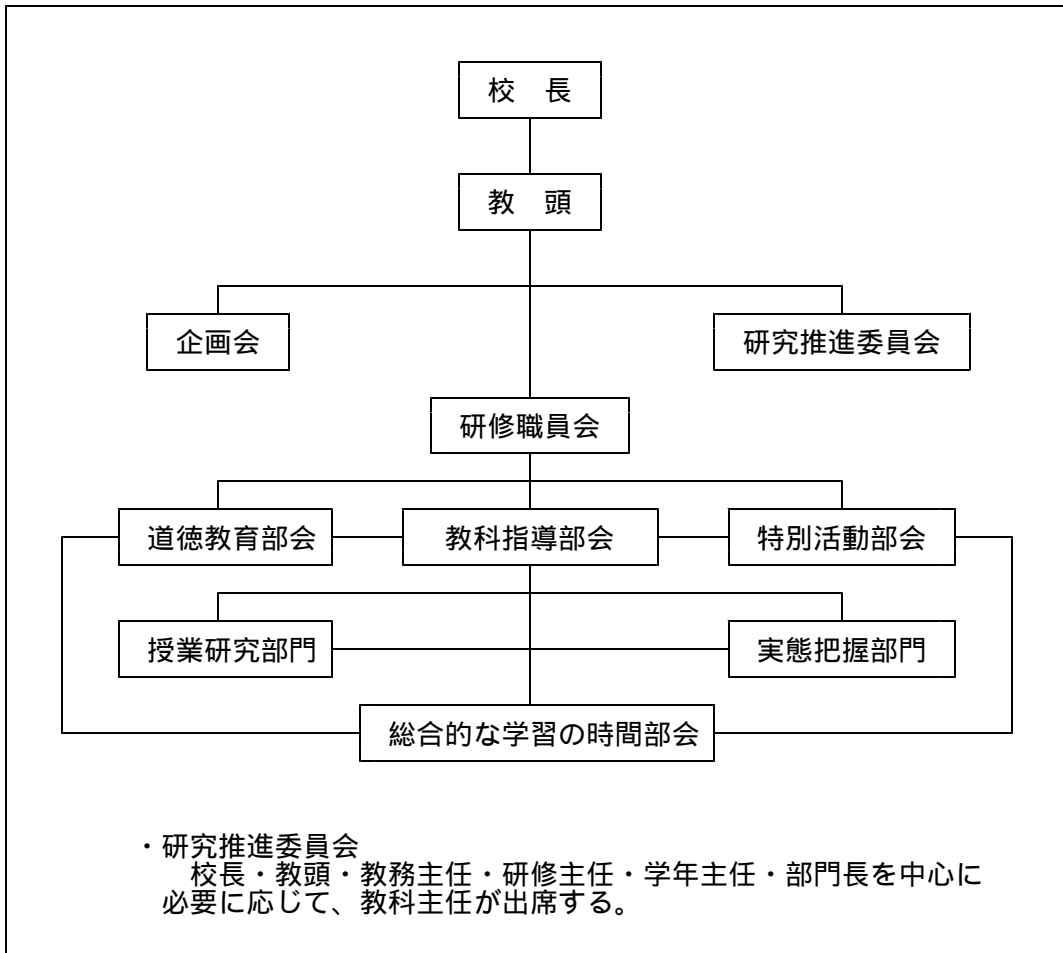 校　長
教　頭
企画会
研究推進委員会
研修職員会
道徳教育部会
教科指導部会
特別活動部会
授業研究部門
実態把握部門
総合的な学習の時間部会
・研究推進委員会
校長・教頭・教務主任・研修主任・学年主任・部門長を中心に
必要に応じて、教科主任が出席する。